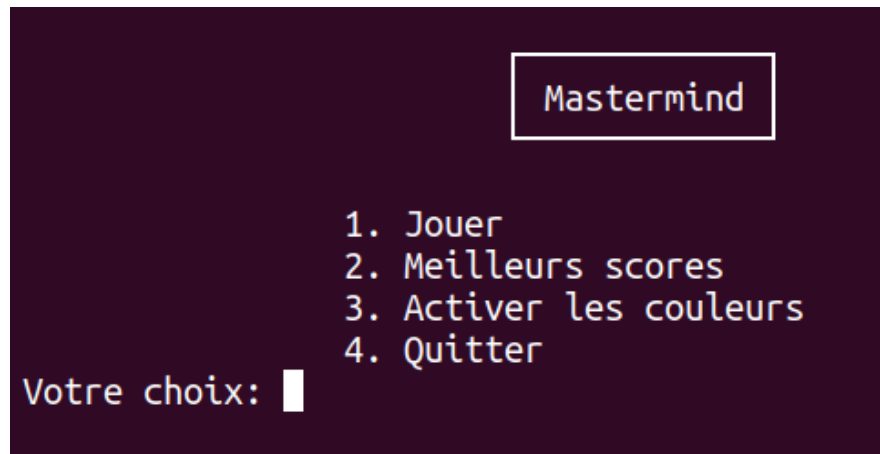 Mastermind
1. Jouer
2. Meilleurs scores
3. Activer les couleurs
4. Quitter
Votre choix: